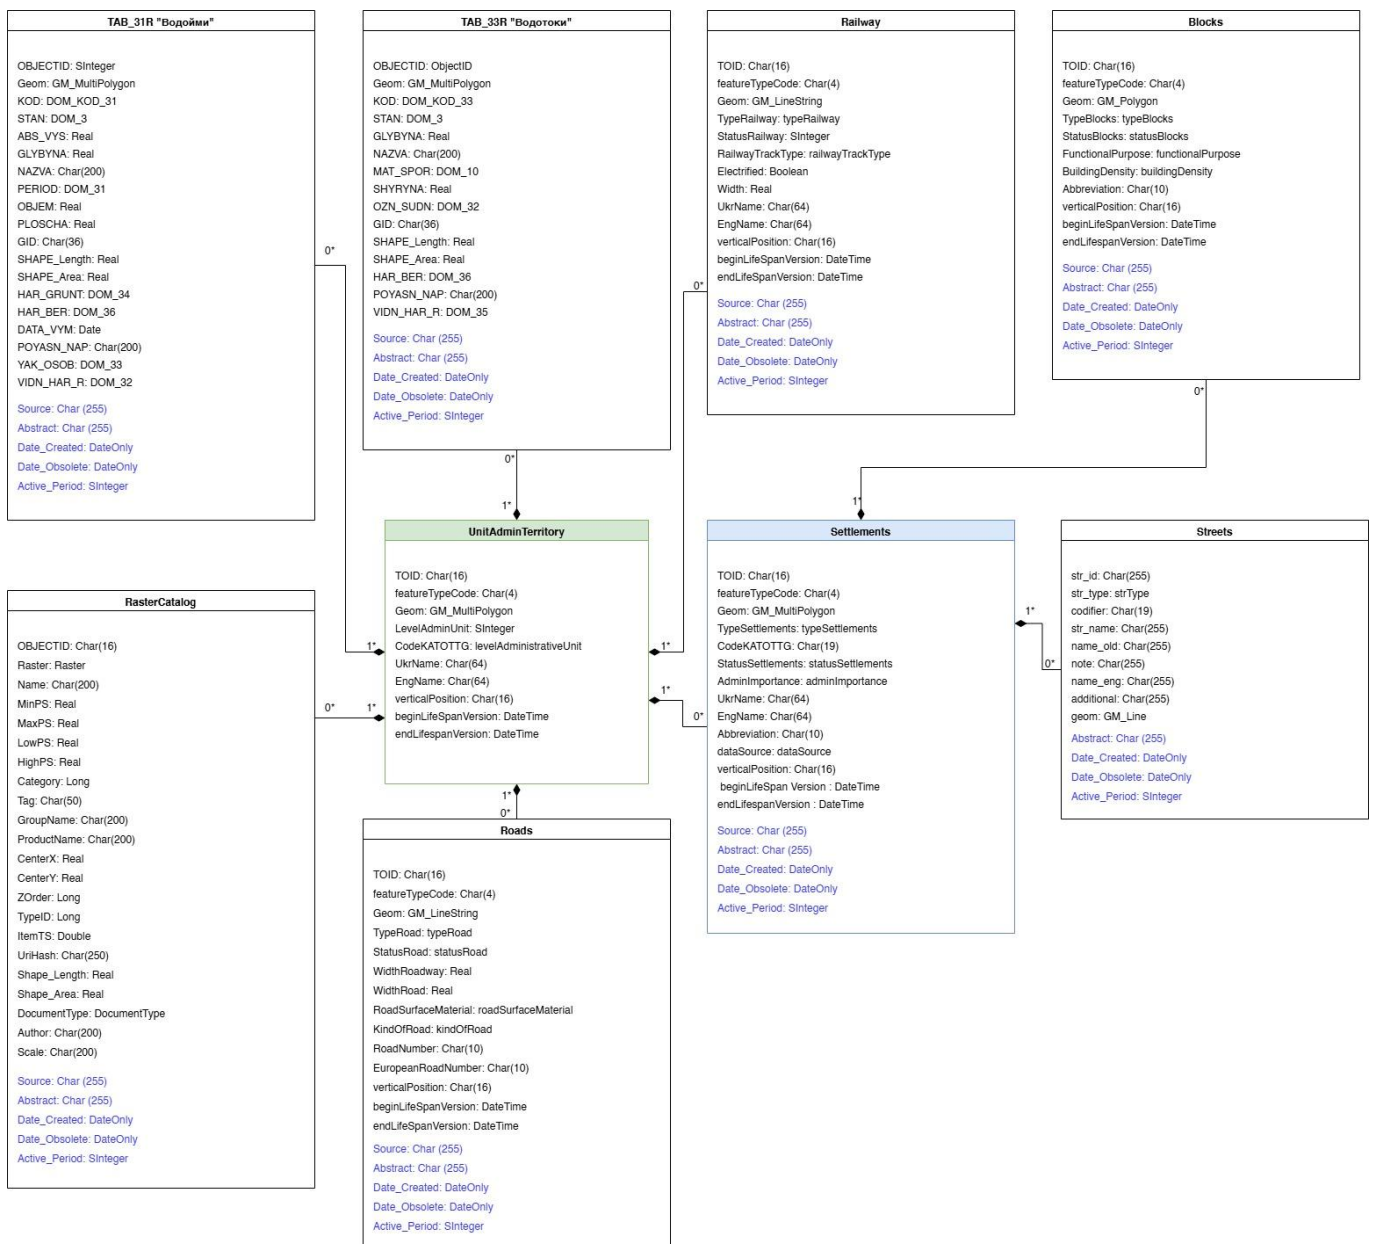 TAB_31R "Водойми"
OBJECTID: SInteger
Geom: GM_MultiPolygon
KOD: DOM_KOD_31
STAN: DOM_3
ABS_VYS: Real
GLYBYNA: Real
NAZVA: Char(200)
PERIOD: DOM_31
OBJEM: Real
PLOSCHA: Real
GID: Char(36)
SHAPE_Length: Real
SHAPE_Area: Real
HAR_GRUNT: DOM_34
HAR_BER: DOM_36
DATA_VYM: Date
POYASN_NAP: Char(200)
YAK_OSOB: DOM_33
VIDN_HAR_R: DOM_32
Source: Char (255)
Abstract: Char (255)
Date_Created: DateOnly
Date_Obsolete: DateOnly
Active_Period: SInteger
0*
1*
TAB_33R "Водотоки"
OBJECTID: ObjectID
Geom: GM_MultiPolygon
KOD: DOM_KOD_33
STAN: DOM_3
GLYBYNA: Real
NAZVA: Char(200)
MAT_SPOR: DOM_10
SHYRYNA: Real
OZN_SUDN: DOM_32
GID: Char(36)
SHAPE_Length: Real
SHAPE_Area: Real
HAR_BER: DOM_36
POYASN_NAP: Char(200)
VIDN_HAR_R: DOM_35
Source: Char (255)
Abstract: Char (255)
Date_Created: DateOnly
Date_Obsolete: DateOnly
Active_Period: SInteger
0*
1*
Railway
TOID: Char(16)
featureTypeCode: Char(4)
Geom: GM_LineString
TypeRailway: typeRailway
StatusRailway: SInteger
RailwayTrackType: railwayTrackType
Electrified: Boolean
Width: Real
UkrName: Char(64)
EngName: Char(64)
verticalPosition: Char(16)
beginLifeSpanVersion: DateTime
endLifeSpanVersion: DateTime
Source: Char (255)
Abstract: Char (255)
Date_Created: DateOnly
Date_Obsolete: DateOnly
Active_Period: SInteger
0*
1*
Blocks
TOID: Char(16)
featureTypeCode: Char(4)
Geom: GM_Polygon
TypeBlocks: typeBlocks
StatusBlocks: statusBlocks
FunctionalPurpose: functionalPurpose
BuildingDensity: buildingDensity
Abbreviation: Char(10)
verticalPosition: Char(16)
beginLifeSpanVersion: DateTime
endLifespanVersion: DateTime
Source: Char (255)
Abstract: Char (255)
Date_Created: DateOnly
Date_Obsolete: DateOnly
Active_Period: SInteger
0*
1*
UnitAdminTerritory
TOID: Char(16)
featureTypeCode: Char(4)
Geom: GM_MultiPolygon
LevelAdminUnit: SInteger
CodeKATOTTG: levelAdministrativeUnit
UkrName: Char(64)
EngName: Char(64)
verticalPosition: Char(16)
beginLifeSpanVersion: DateTime
endLifespanVersion: DateTime
1*
0*
Settlements
TOID: Char(16)
featureTypeCode: Char(4)
Geom: GM_MultiPolygon
TypeSettlements: typeSettlements
CodeKATOTTG: Char(19)
StatusSettlements: statusSettlements
AdminImportance: adminImportance
UkrName: Char(64)
EngName: Char(64)
Abbreviation: Char(10)
dataSource: dataSource
verticalPosition: Char(16)
beginLifeSpan Version : DateTime
endLifespanVersion : DateTime
Source: Char (255)
Abstract: Char (255)
Date_Created: DateOnly
Date_Obsolete: DateOnly
Active_Period: SInteger
1*
0*
Streets
str_id: Char(255)
str_type: strType
codifier: Char(19)
str_name: Char(255)
name_old: Char(255)
note: Char(255)
name_eng: Char(255)
additional: Char(255)
geom: GM_Line
Abstract: Char (255)
Date_Created: DateOnly
Date_Obsolete: DateOnly
Active_Period: SInteger
RasterCatalog
OBJECTID: Char(16)
Raster: Raster
Name: Char(200)
MinPS: Real
MaxPS: Real
LowPS: Real
HighPS: Real
Category: Long
Tag: Char(50)
GroupName: Char(200)
ProductName: Char(200)
CenterX: Real
CenterY: Real
ZOrder: Long
TypeID: Long
ItemTS: Double
UriHash: Char(250)
Shape_Length: Real
Shape_Area: Real
DocumentType: DocumentType
Author: Char(200)
Scale: Char(200)
Source: Char (255)
Abstract: Char (255)
Date_Created: DateOnly
Date_Obsolete: DateOnly
Active_Period: SInteger
0*
1*
1*
0*
Roads
TOID: Char(16)
featureTypeCode: Char(4)
Geom: GM_LineString
TypeRoad: typeRoad
StatusRoad: statusRoad
WidthRoadway: Real
WidthRoad: Real
RoadSurfaceMaterial: roadSurfaceMaterial
KindOfRoad: kindOfRoad
RoadNumber: Char(10)
EuropeanRoadNumber: Char(10)
verticalPosition: Char(16)
beginLifeSpanVersion: DateTime
endLifeSpanVersion: DateTime
Source: Char (255)
Abstract: Char (255)
Date_Created: DateOnly
Date_Obsolete: DateOnly
Active_Period: SInteger